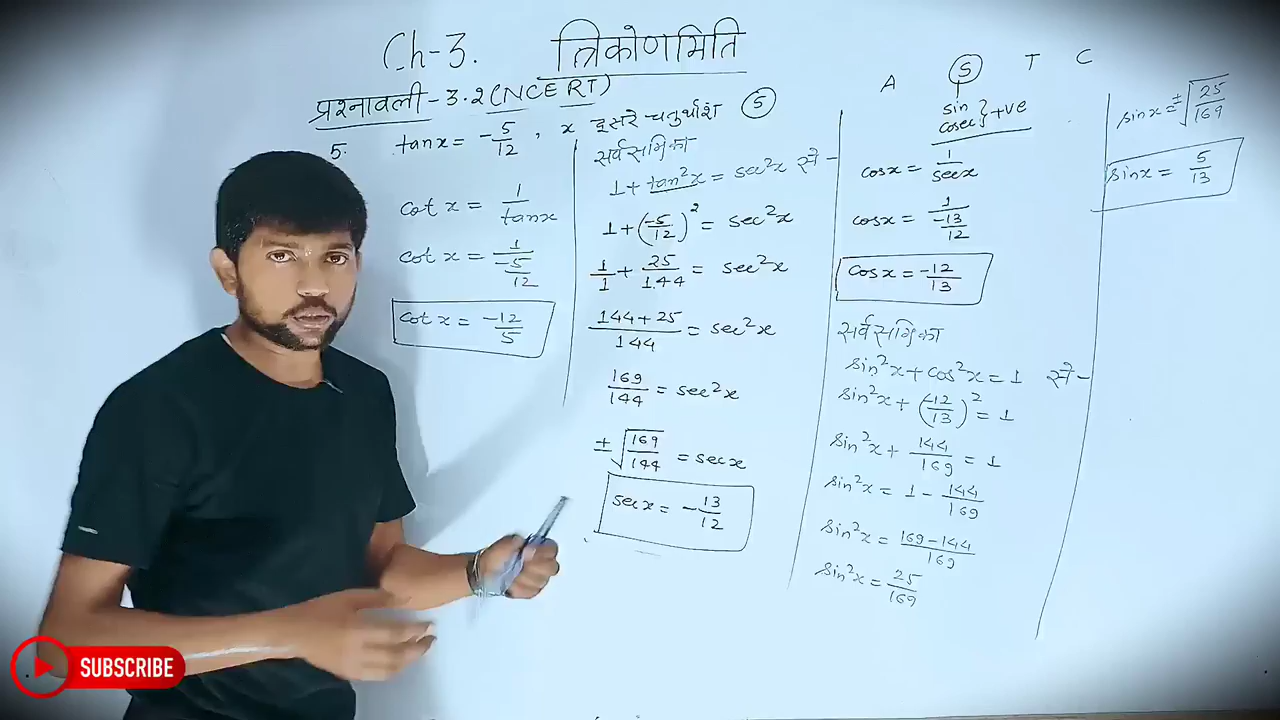 Ch-3. त्रिकोणमिति
प्रश्नावली-3.2(NCERT)
5. tanx = -5/12, x दूसरे चतुर्थांश (S)
cot x = 1/tanx
cot x = 1/(-5/12)
cot x = -12/5
सर्वसमिका
1 + tan²x = sec²x से -
1 + (-5/12)² = sec²x
1/1 + 25/144 = sec²x
(144+25)/144 = sec²x
169/144 = sec²x
± √(169/144) = secx
secx = -13/12
A (S) T C
sin
cosec } +ve
cosx = 1/secx
cosx = 1/(-13/12)
cosx = -12/13
सर्वसमिका
sin²x + cos²x = 1 से -
sin²x + (-12/13)² = 1
sin²x + 144/169 = 1
sin²x = 1 - 144/169
sin²x = (169-144)/169
sin²x = 25/169
sinx = ± √(25/169)
sinx = 5/13
SUBSCRIBE